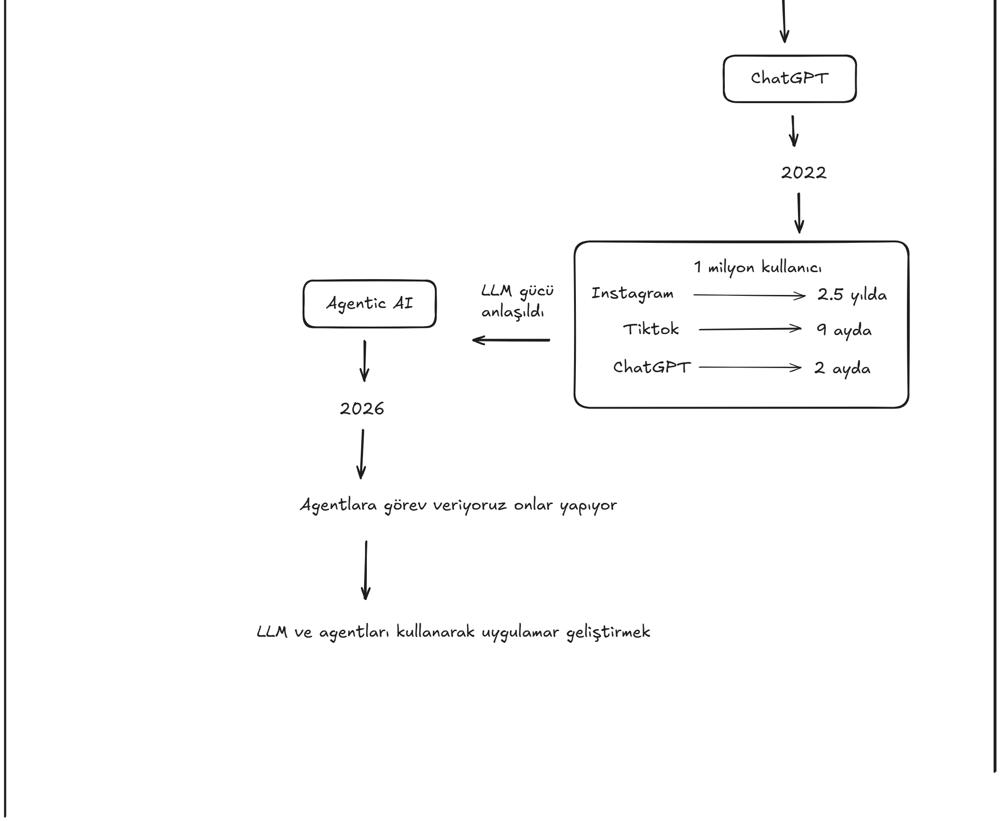 ChatGPT
2022
1 milyon kullanıcı
Instagram 2.5 yılda
Tiktok 9 ayda
ChatGPT 2 ayda
LLM gücü
anlaşıldı
Agentic AI
2026
Agentlara görev veriyoruz onlar yapıyor
LLM ve agentları kullanarak uygulamar geliştirmek